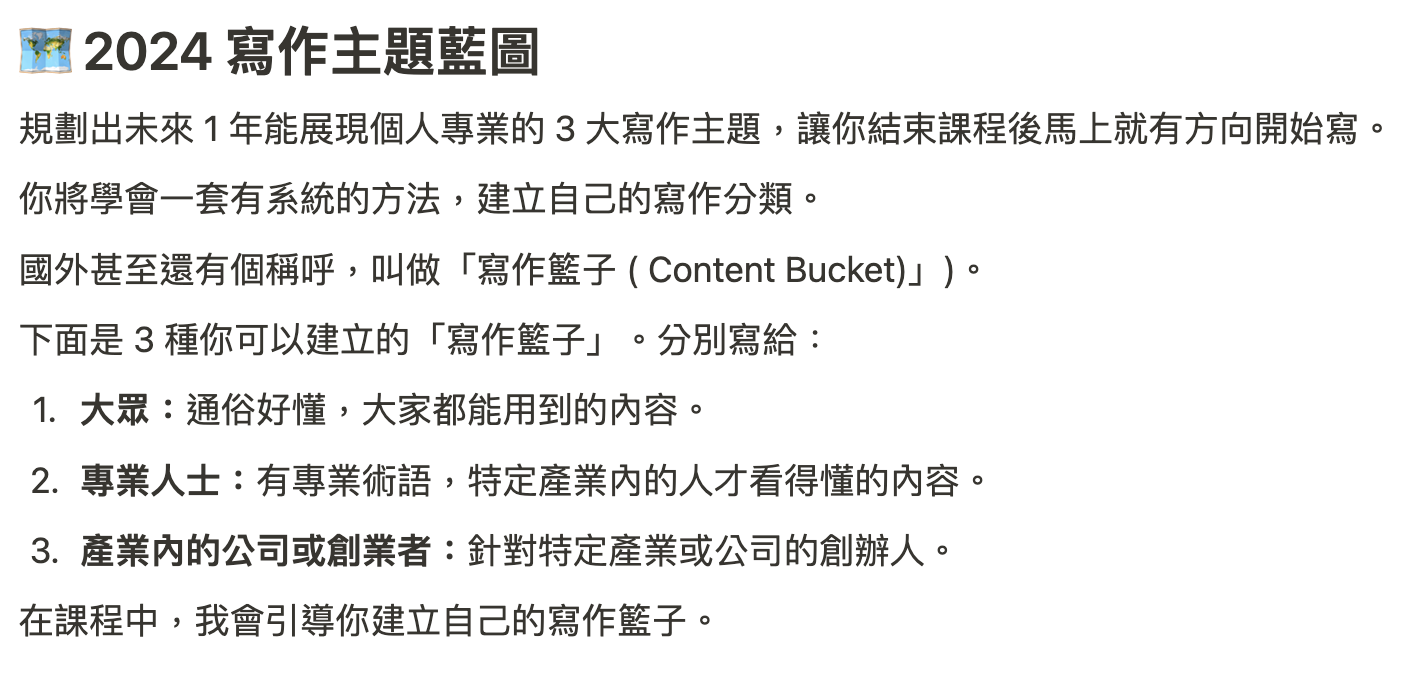 🗺️ 2024 寫作主題藍圖
規劃出未來 1 年能展現個人專業的 3 大寫作主題，讓你結束課程後馬上就有方向開始寫。
你將學會一套有系統的方法，建立自己的寫作分類。
國外甚至還有個稱呼，叫做「寫作籃子 ( Content Bucket)」)。
下面是 3 種你可以建立的「寫作籃子」。分別寫給：
1. 大眾：通俗好懂，大家都能用到的內容。
2. 專業人士：有專業術語，特定產業內的人才看得懂的內容。
3. 產業內的公司或創業者：針對特定產業或公司的創辦人。
在課程中，我會引導你建立自己的寫作籃子。